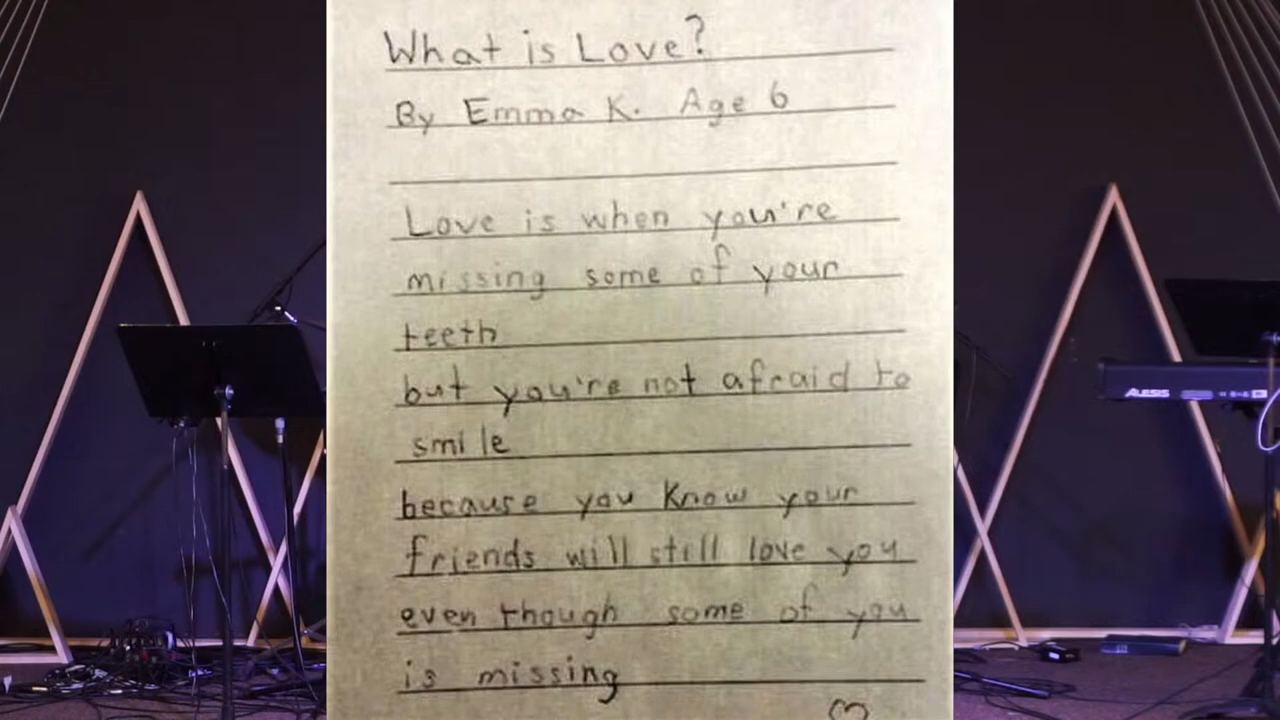 What is Love?
By Emma K. Age 6
Love is when you're
missing some of your
teeth
but you're not afraid to
smile
because you know your
friends will still love you
even though some of you
is missing
ALESIS